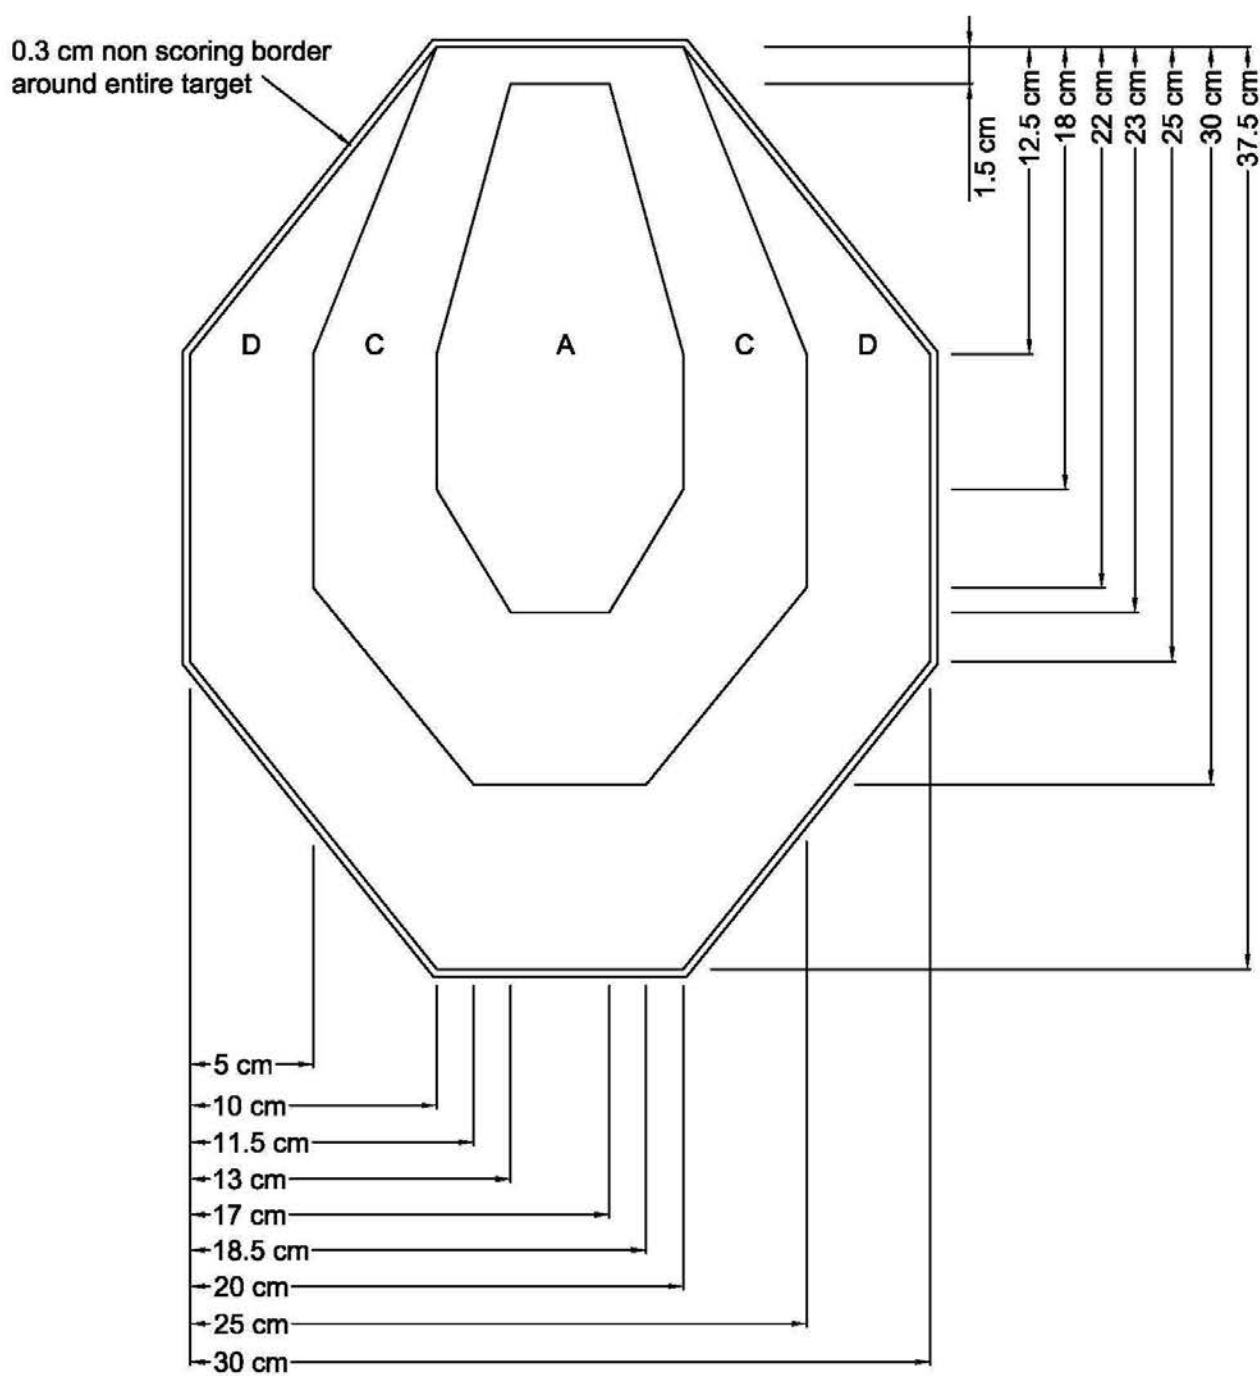 0.3 cm non scoring border
around entire target
1.5 cm
12.5 cm
18 cm
22 cm
23 cm
25 cm
30 cm
37.5 cm
D
C
A
C
D
5 cm
10 cm
11.5 cm
13 cm
17 cm
18.5 cm
20 cm
25 cm
30 cm